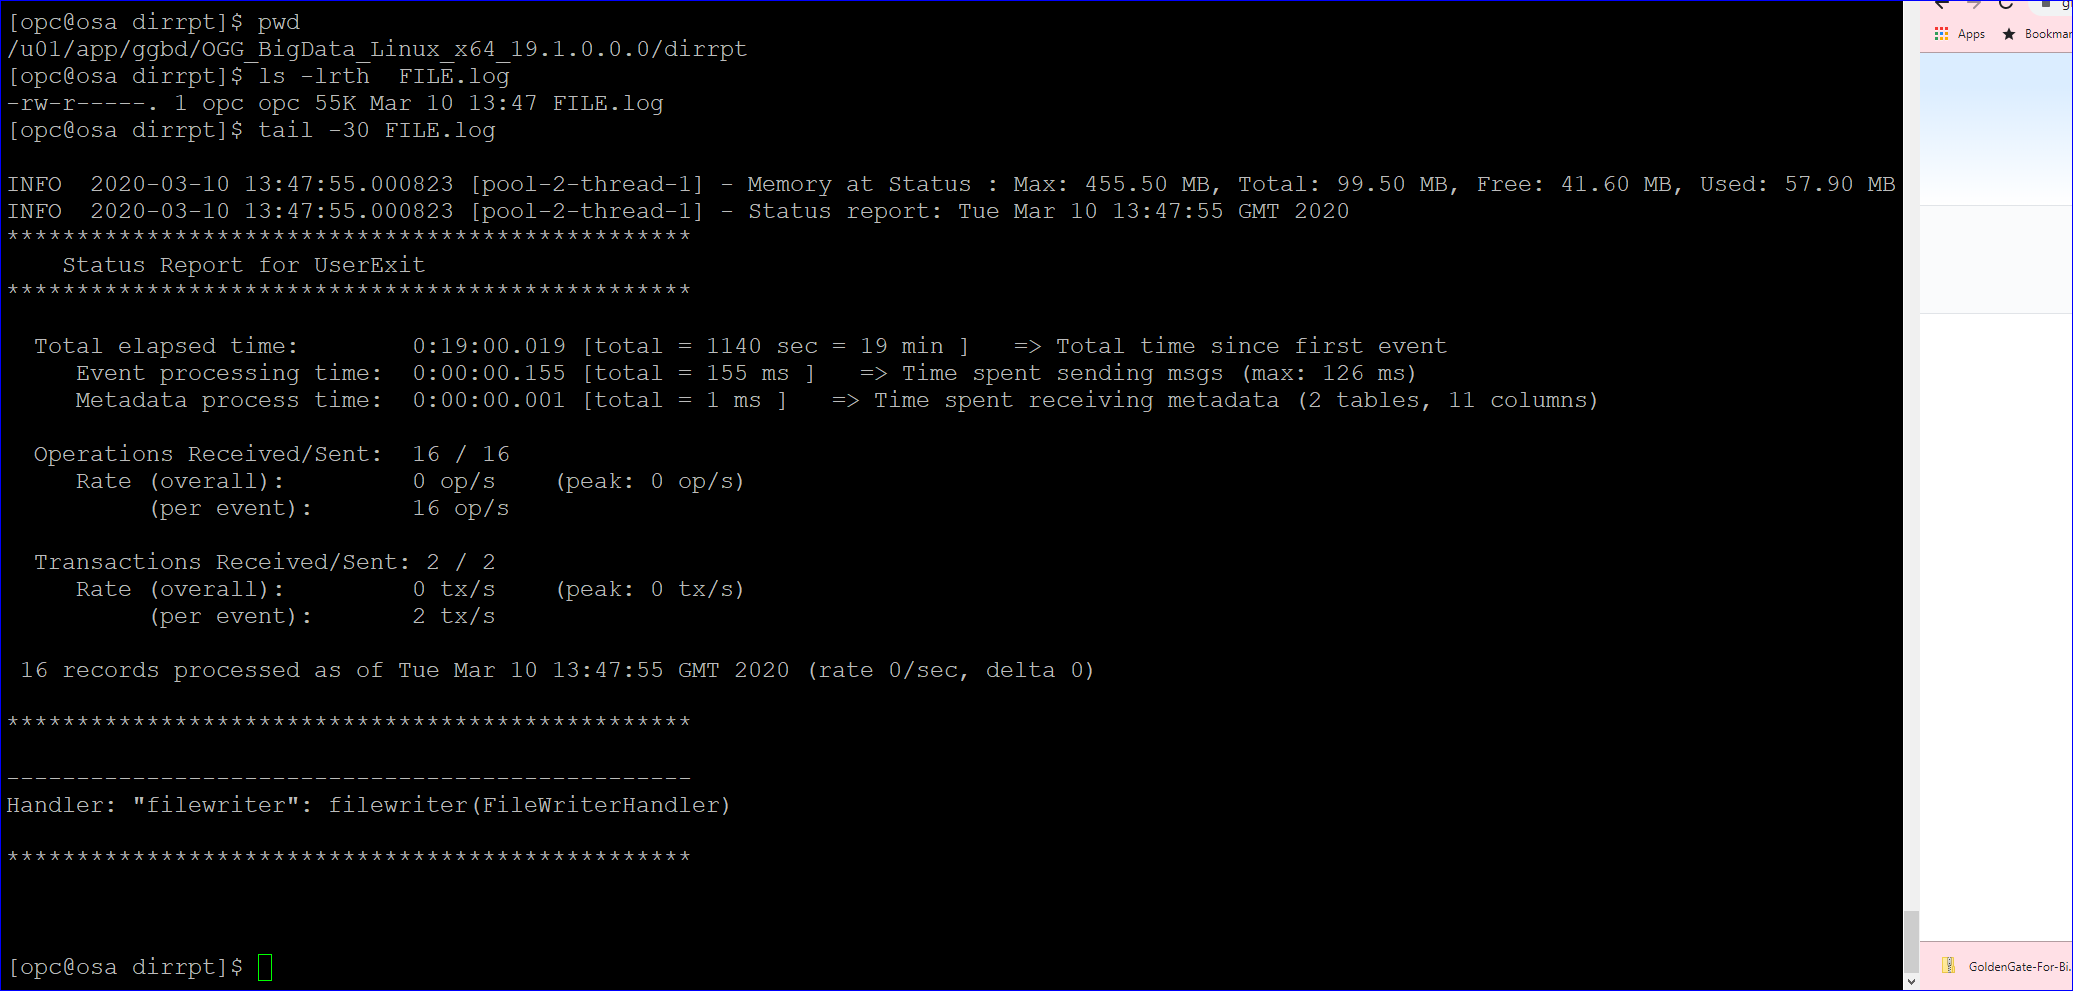 [opc@osa dirrpt]$ pwd
/u01/app/ggbd/OGG_BigData_Linux_x64_19.1.0.0.0/dirrpt
[opc@osa dirrpt]$ ls -lrth  FILE.log
-rw-r-----. 1 opc opc 55K Mar 10 13:47 FILE.log
[opc@osa dirrpt]$ tail -30 FILE.log
INFO  2020-03-10 13:47:55.000823 [pool-2-thread-1] - Memory at Status : Max: 455.50 MB, Total: 99.50 MB, Free: 41.60 MB, Used: 57.90 MB
INFO  2020-03-10 13:47:55.000823 [pool-2-thread-1] - Status report: Tue Mar 10 13:47:55 GMT 2020
*************************************************
Status Report for UserExit
*************************************************
Total elapsed time:        0:19:00.019 [total = 1140 sec = 19 min ]   => Total time since first event
Event processing time:  0:00:00.155 [total = 155 ms ]   => Time spent sending msgs (max: 126 ms)
Metadata process time:  0:00:00.001 [total = 1 ms ]   => Time spent receiving metadata (2 tables, 11 columns)
Operations Received/Sent:  16 / 16
Rate (overall):         0 op/s    (peak: 0 op/s)
(per event):       16 op/s
Transactions Received/Sent: 2 / 2
Rate (overall):         0 tx/s    (peak: 0 tx/s)
(per event):       2 tx/s
16 records processed as of Tue Mar 10 13:47:55 GMT 2020 (rate 0/sec, delta 0)
*************************************************
-------------------------------------------------
Handler: "filewriter": filewriter(FileWriterHandler)
*************************************************
[opc@osa dirrpt]$
Apps
Bookmar
GoldenGate-For-Bi...